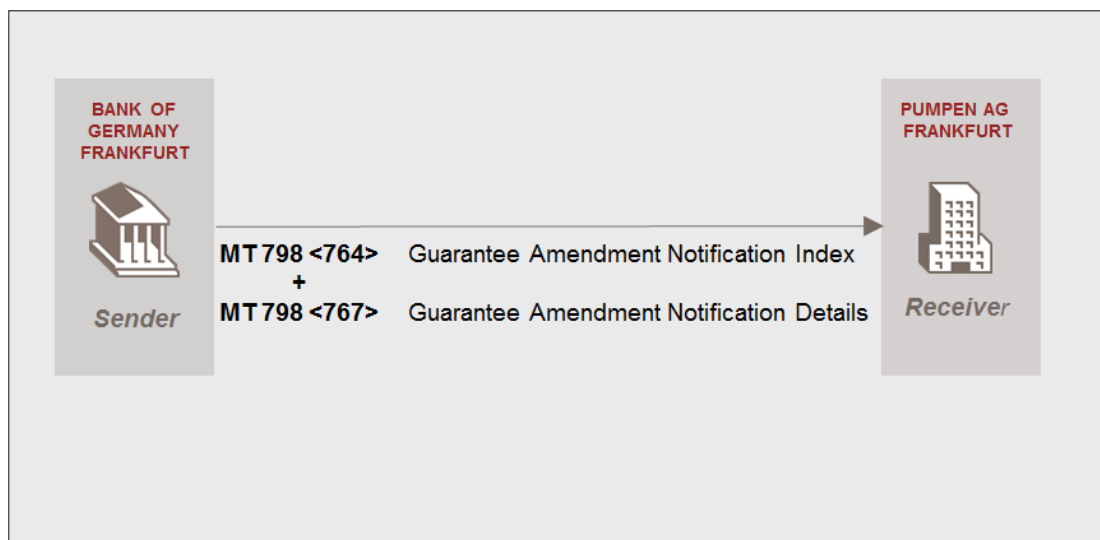 BANK OF
GERMANY
FRANKFURT
Sender
MT 798 <764> Guarantee Amendment Notification Index
+
MT 798 <767> Guarantee Amendment Notification Details
PUMPEN AG
FRANKFURT
Receiver